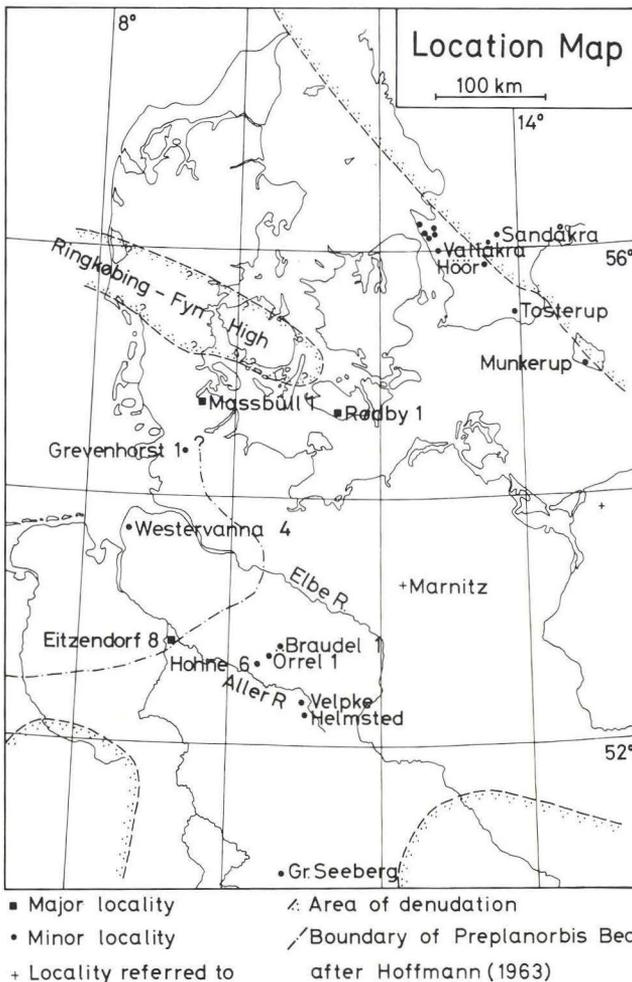 8°
Location Map
100 km
14°
Sandåkra
Vallåkra
Höör
56°
Ringkøbing - Fyn High
Tosterup
Munkerup
Massbüll 1
Rødby 1
Grevenhorst 1
?
Westervanna 4
Elbe R.
+Marnitz
Eitzendorf 8
Braudel 1
Orrel 1
Hohne 6
Aller R
Velpke
Helmsted
52°
Gr. Seeberg
■ Major locality
Area of denudation
• Minor locality
Boundary of Preplanorbis Bed
+ Locality referred to
after Hoffmann (1963)